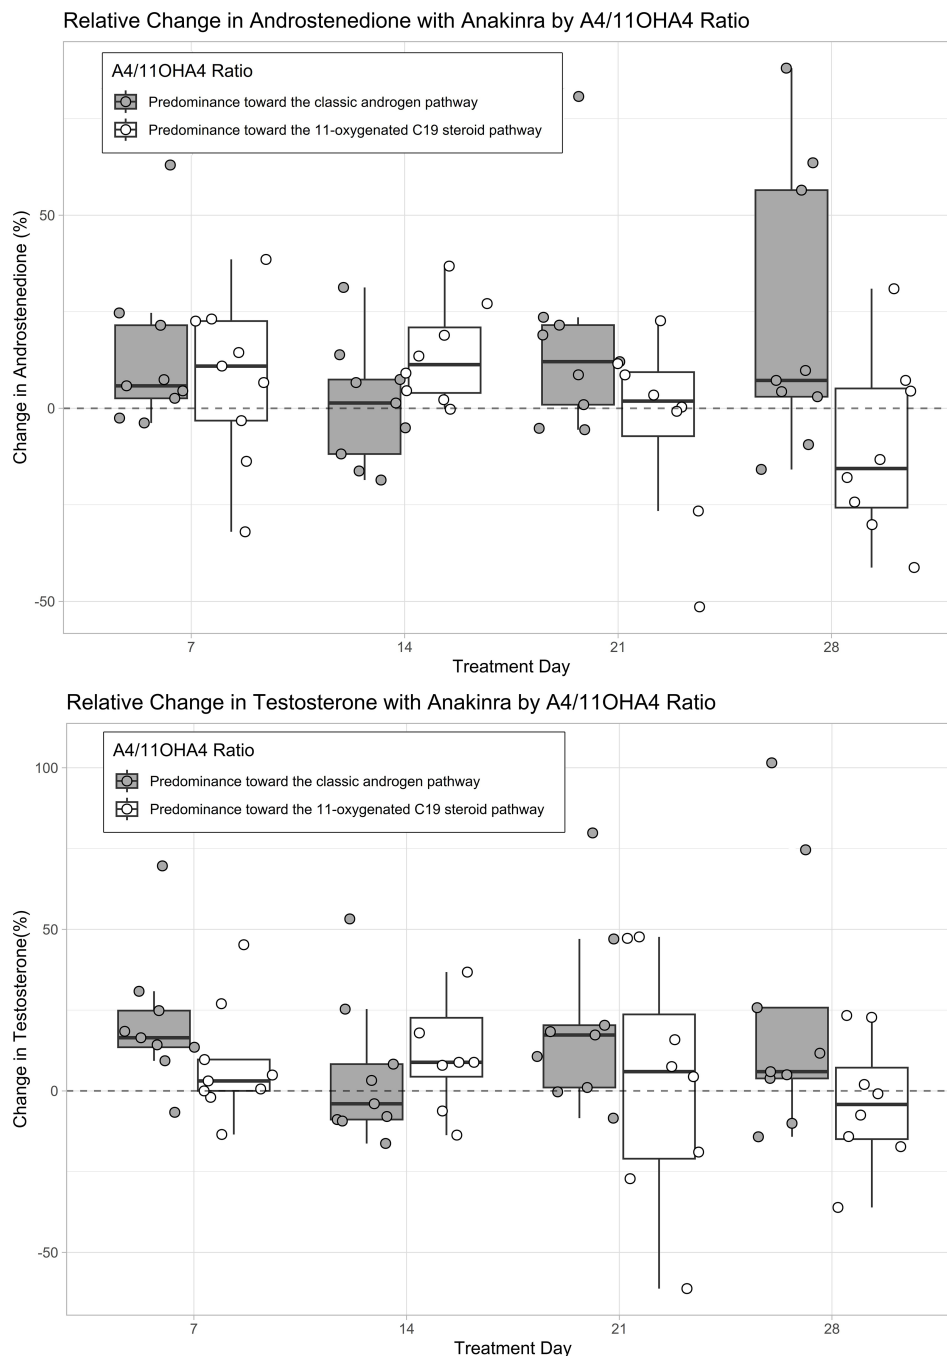 Relative Change in Androstenedione with Anakinra by A4/11OHA4 Ratio
A4/11OHA4 Ratio
Predominance toward the classic androgen pathway
Predominance toward the 11-oxygenated C19 steroid pathway
Change in Androstenedione (%)
50
0
-50
7
14
21
28
Treatment Day
Relative Change in Testosterone with Anakinra by A4/11OHA4 Ratio
A4/11OHA4 Ratio
Predominance toward the classic androgen pathway
Predominance toward the 11-oxygenated C19 steroid pathway
Change in Testosterone(%)
100
50
0
-50
7
14
21
28
Treatment Day